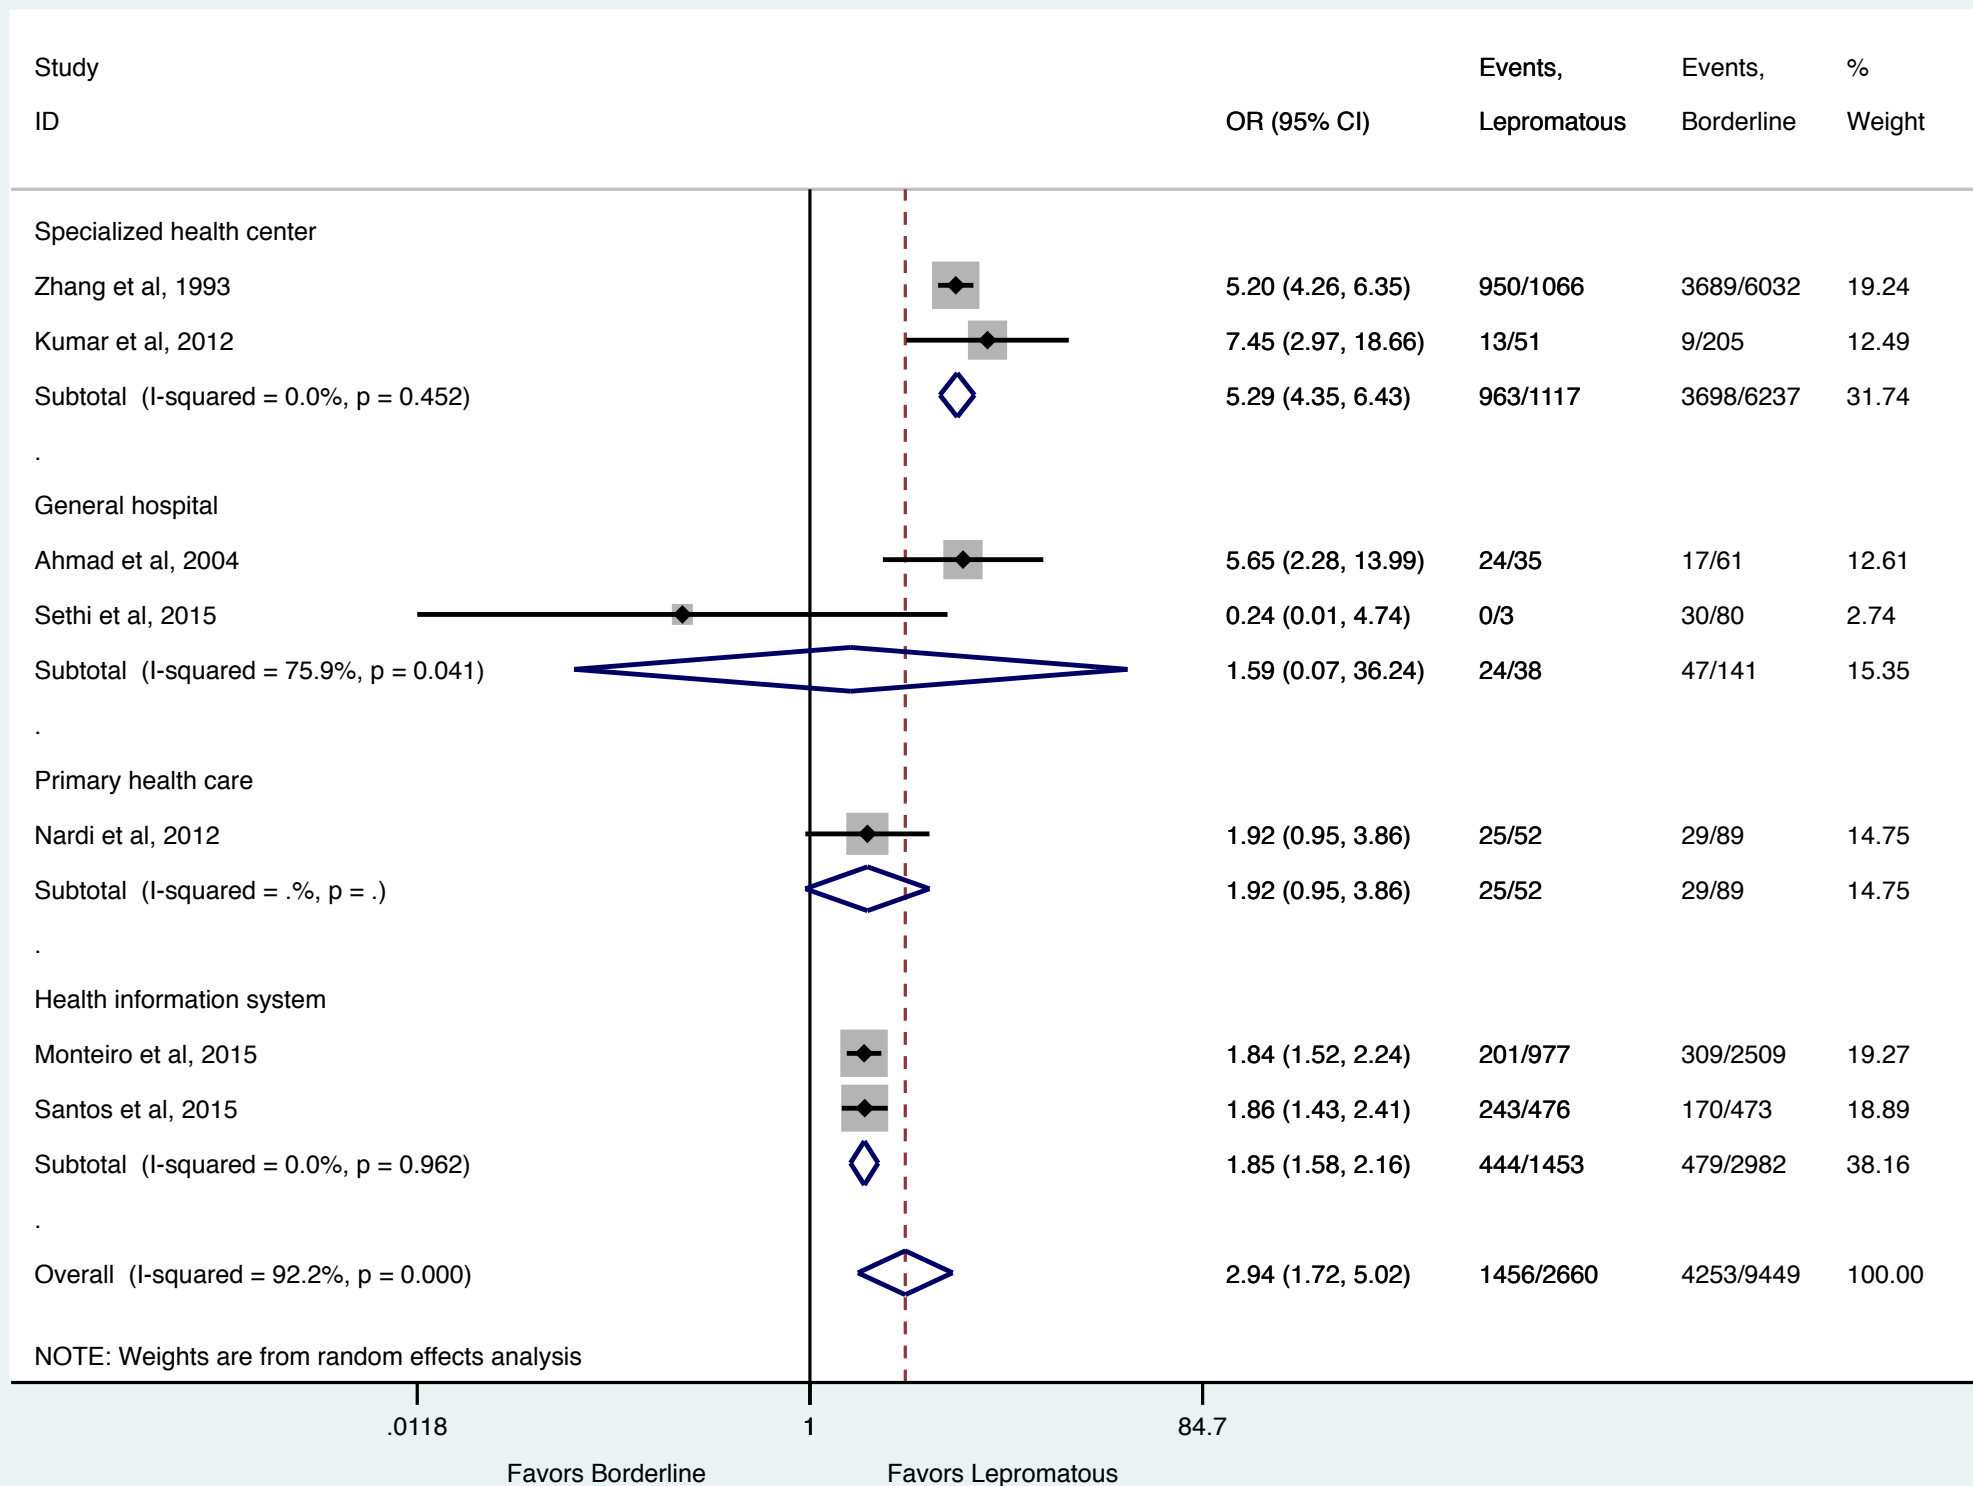 Study Events, Events, %
ID OR (95% CI) Lepromatous Borderline Weight
Specialized health center
Zhang et al, 1993 5.20 (4.26, 6.35) 950/1066 3689/6032 19.24
Kumar et al, 2012 7.45 (2.97, 18.66) 13/51 9/205 12.49
Subtotal (I-squared = 0.0%, p = 0.452) 5.29 (4.35, 6.43) 963/1117 3698/6237 31.74
.
General hospital
Ahmad et al, 2004 5.65 (2.28, 13.99) 24/35 17/61 12.61
Sethi et al, 2015 0.24 (0.01, 4.74) 0/3 30/80 2.74
Subtotal (I-squared = 75.9%, p = 0.041) 1.59 (0.07, 36.24) 24/38 47/141 15.35
.
Primary health care
Nardi et al, 2012 1.92 (0.95, 3.86) 25/52 29/89 14.75
Subtotal (I-squared = .%, p = .) 1.92 (0.95, 3.86) 25/52 29/89 14.75
.
Health information system
Monteiro et al, 2015 1.84 (1.52, 2.24) 201/977 309/2509 19.27
Santos et al, 2015 1.86 (1.43, 2.41) 243/476 170/473 18.89
Subtotal (I-squared = 0.0%, p = 0.962) 1.85 (1.58, 2.16) 444/1453 479/2982 38.16
.
Overall (I-squared = 92.2%, p = 0.000) 2.94 (1.72, 5.02) 1456/2660 4253/9449 100.00
NOTE: Weights are from random effects analysis
.0118 1 84.7
Favors Borderline Favors Lepromatous